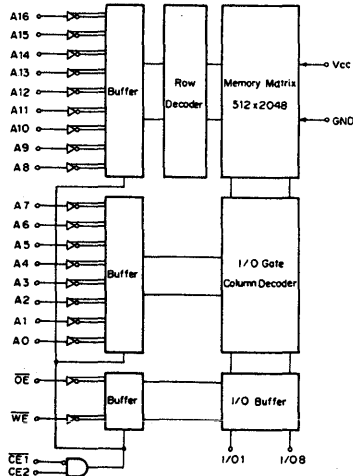 A16
A15
A14
A13
A12
A11
A10
A9
A8
Buffer
Row
Decoder
Memory Matrix
512 x 2048
Vcc
GND
A7
A6
A5
A4
A3
A2
A1
A0
Buffer
I/O Gate
Column Decoder
OE
WE
Buffer
I/O Buffer
CE1
CE2
I/O1
I/O8